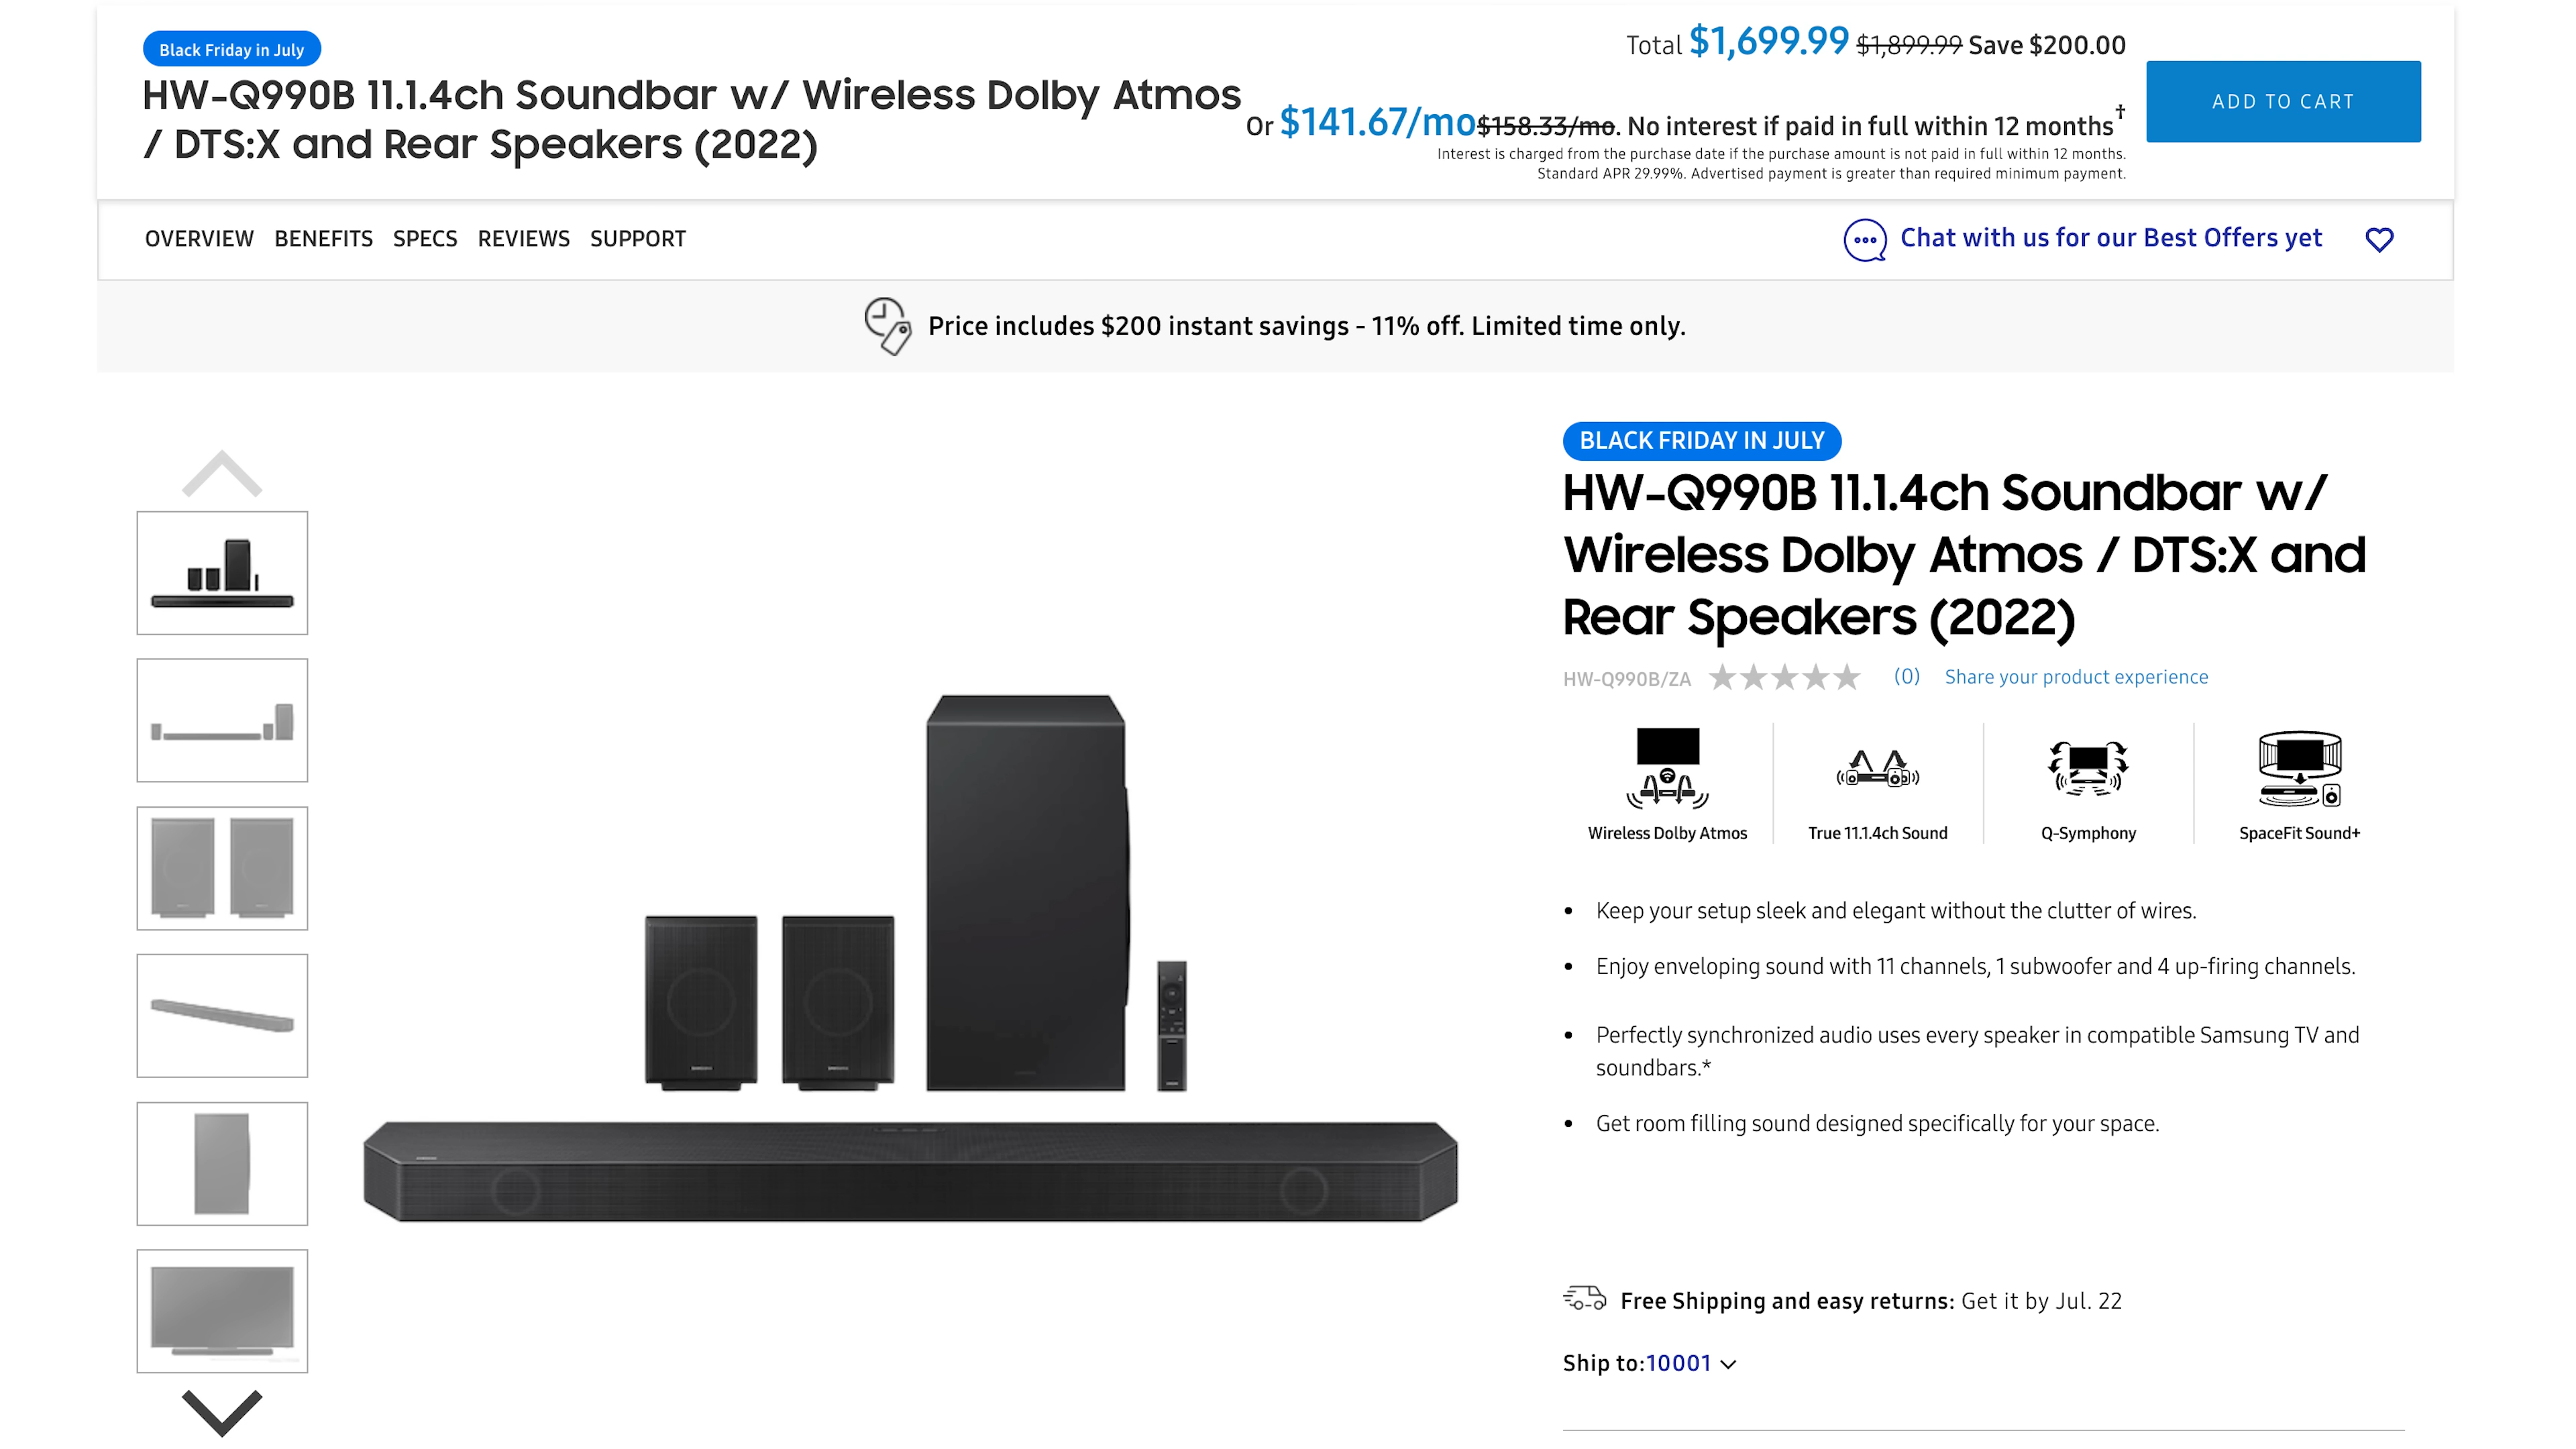 Black Friday in July
HW-Q990B 11.1.4ch Soundbar w/ Wireless Dolby Atmos
/ DTS:X and Rear Speakers (2022)
Total $1,699.99 $1,899.99 Save $200.00
Or $141.67/mo$158.33/mo. No interest if paid in full within 12 months†
Interest is charged from the purchase date if the purchase amount is not paid in full within 12 months.
Standard APR 29.99%. Advertised payment is greater than required minimum payment.
ADD TO CART
OVERVIEW BENEFITS SPECS REVIEWS SUPPORT
Chat with us for our Best Offers yet
Price includes $200 instant savings - 11% off. Limited time only.
BLACK FRIDAY IN JULY
HW-Q990B 11.1.4ch Soundbar w/
Wireless Dolby Atmos / DTS:X and
Rear Speakers (2022)
HW-Q990B/ZA (0) Share your product experience
Wireless Dolby Atmos
True 11.1.4ch Sound
Q-Symphony
SpaceFit Sound+
• Keep your setup sleek and elegant without the clutter of wires.
• Enjoy enveloping sound with 11 channels, 1 subwoofer and 4 up-firing channels.
• Perfectly synchronized audio uses every speaker in compatible Samsung TV and
soundbars.*
• Get room filling sound designed specifically for your space.
Free Shipping and easy returns: Get it by Jul. 22
Ship to:10001